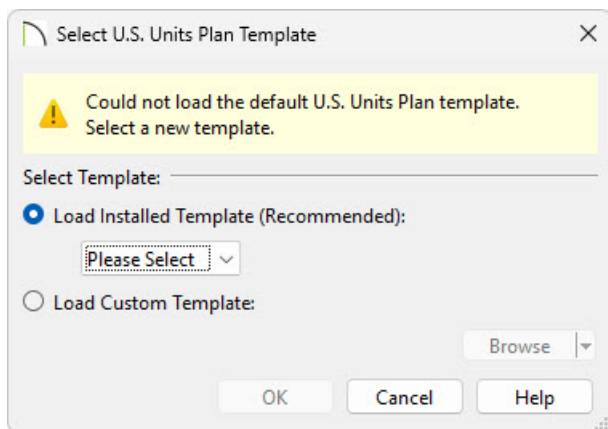 Select U.S. Units Plan Template
Could not load the default U.S. Units Plan template.
Select a new template.
Select Template:
Load Installed Template (Recommended):
Please Select
Load Custom Template:
Browse
OK
Cancel
Help